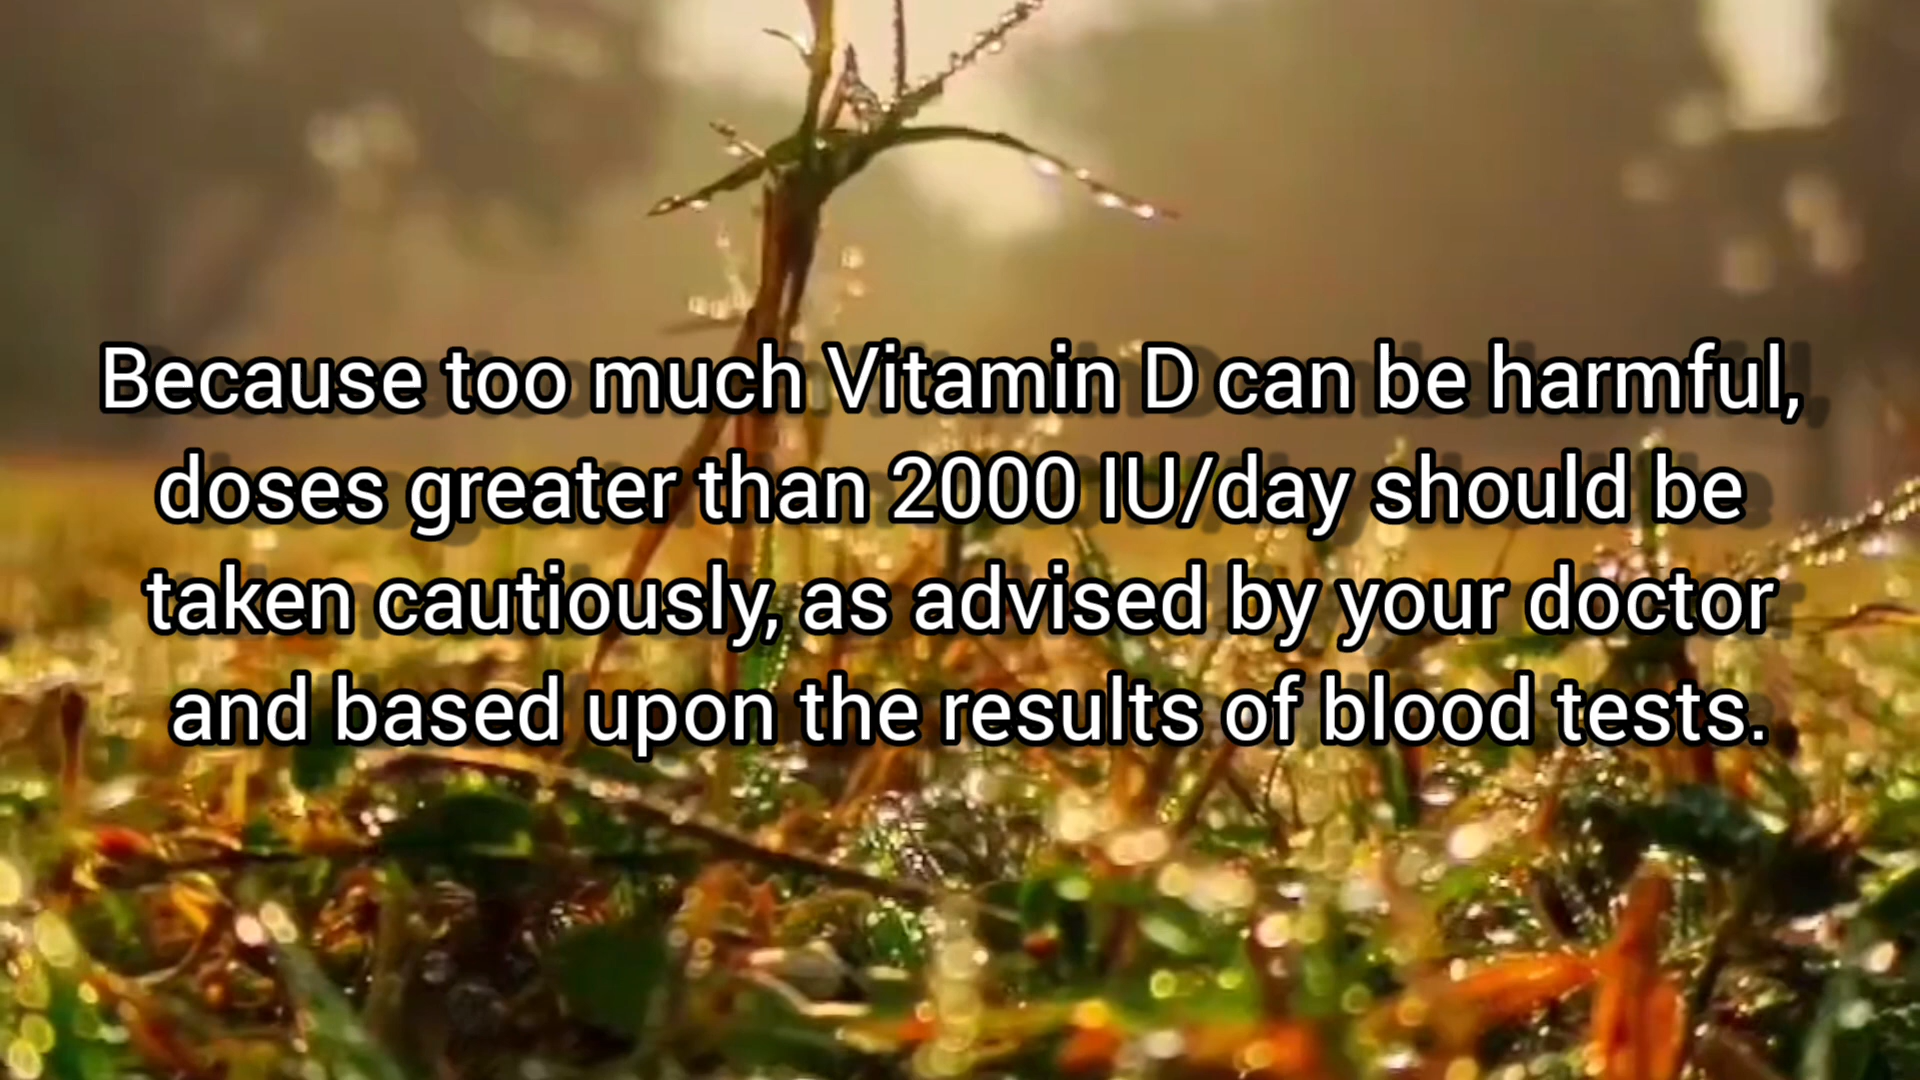 Because too much Vitamin D can be harmful,
doses greater than 2000 IU/day should be
taken cautiously, as advised by your doctor
and based upon the results of blood tests.